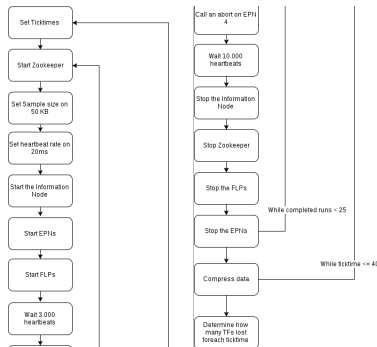 Set Ticktimes
Start Zookeeper
Set Sample size on
50 KB
Set heartbeat rate on
20ms
Start the Information
Node
Start EPNs
Start FLPs
Wait 3.000
heartbeats
Call an abort on EPN
4
Wait 10.000
heartbeats
Stop the Information
Node
Stop Zookeeper
Stop the FLPs
Stop the EPNs
While completed runs < 25
Compress data
While ticktime <= 40
Determine how
many TFs lost
foreach ticktime